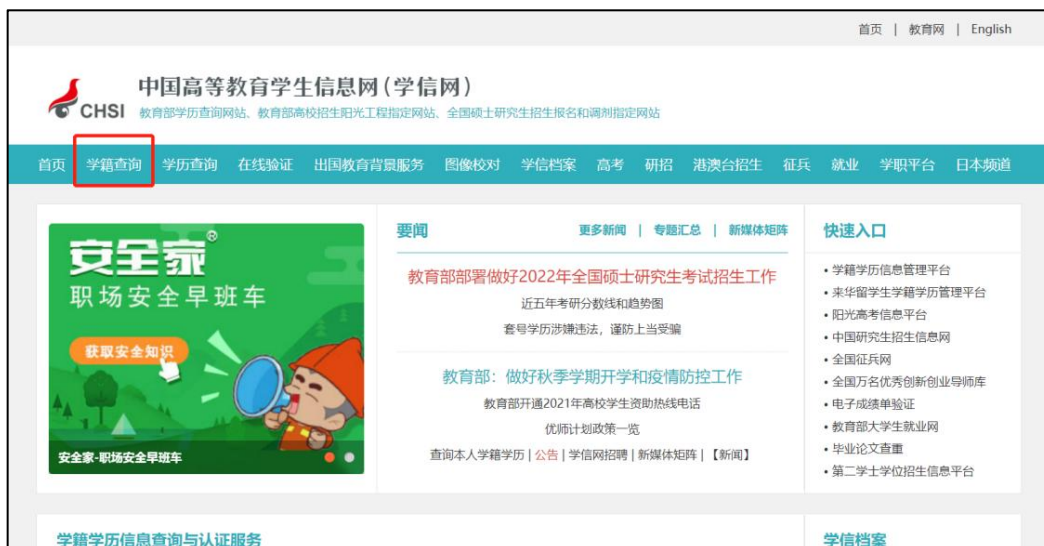 首页 | 教育网 | English
中国高等教育学生信息网(学信网)
CHSI 教育部学历查询网站、教育部高校招生阳光工程指定网站、全国硕士研究生招生报名和调剂指定网站
首页 学籍查询 学历查询 在线验证 出国教育背景服务 图像校对 学信档案 高考 研招 港澳台招生 征兵 就业 学职平台 日本频道
安全家®
职场安全早班车
获取安全知识
安全家-职场安全早班车
要闻 更多新闻 | 专题汇总 | 新媒体矩阵
教育部部署做好2022年全国硕士研究生考试招生工作
近五年考研分数线和趋势图
套号学历涉嫌违法，谨防上当受骗
教育部：做好秋季学期开学和疫情防控工作
教育部开通2021年高校学生资助热线电话
优师计划政策一览
查询本人学籍学历 | 公告 | 学信网招聘 | 新媒体矩阵 | 【新闻】
快速入口
• 学籍学历信息管理平台
• 来华留学生学籍学历管理平台
• 阳光高考信息平台
• 中国研究生招生信息网
• 全国征兵网
• 全国万名优秀创新创业导师库
• 电子成绩单验证
• 教育部大学生就业网
• 毕业论文查重
• 第二学士学位招生信息平台
学籍学历信息查询与认证服务
学信档案